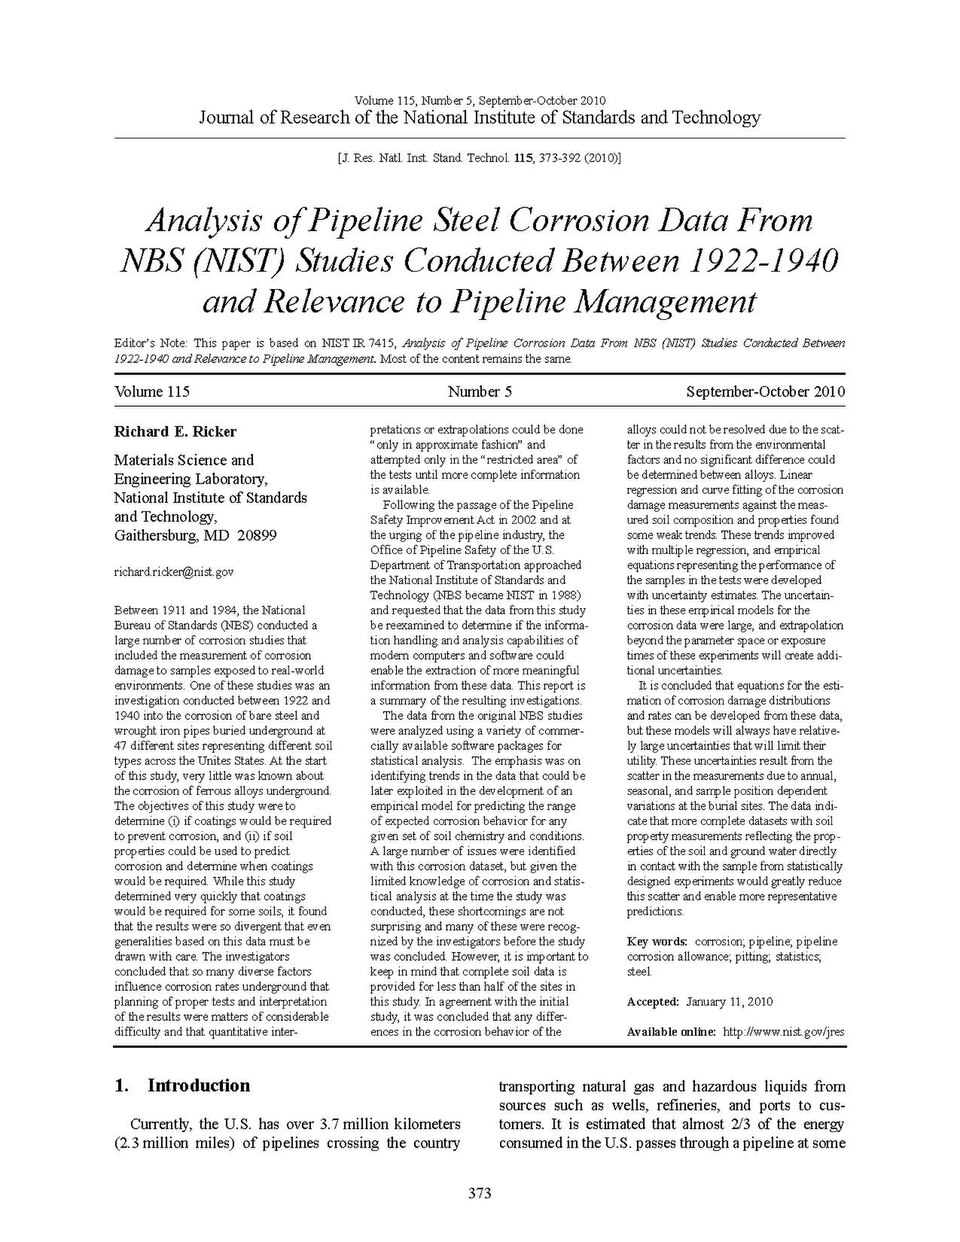 Volume 115, Number 5, September-October 2010
Journal of Research of the National Institute of Standards and Technology
[J. Res. Natl. Inst. Stand. Technol. 115, 373-392 (2010)]
Analysis of Pipeline Steel Corrosion Data From
NBS (NIST) Studies Conducted Between 1922-1940
and Relevance to Pipeline Management
Editor's Note: This paper is based on NIST IR 7415, Analysis of Pipeline Corrosion Data From NBS (NIST) Studies Conducted Between
1922-1940 and Relevance to Pipeline Management. Most of the content remains the same.
Volume 115
Number 5
September-October 2010
Richard E. Ricker
Materials Science and
Engineering Laboratory,
National Institute of Standards
and Technology,
Gaithersburg, MD 20899
richard.ricker@nist.gov
Between 1911 and 1984, the National
Bureau of Standards (NBS) conducted a
large number of corrosion studies that
included the measurement of corrosion
damage to samples exposed to real-world
environments. One of these studies was an
investigation conducted between 1922 and
1940 into the corrosion of bare steel and
wrought iron pipes buried underground at
47 different sites representing different soil
types across the Unites States. At the start
of this study, very little was known about
the corrosion of ferrous alloys underground.
The objectives of this study were to
determine (i) if coatings would be required
to prevent corrosion, and (ii) if soil
properties could be used to predict
corrosion and determine when coatings
would be required. While this study
determined very quickly that coatings
would be required for some soils, it found
that the results were so divergent that even
generalities based on this data must be
drawn with care. The investigators
concluded that so many diverse factors
influence corrosion rates underground that
planning of proper tests and interpretation
of the results were matters of considerable
difficulty and that quantitative inter-
pretations or extrapolations could be done
"only in approximate fashion" and
attempted only in the "restricted area" of
the tests until more complete information
is available.
Following the passage of the Pipeline
Safety Improvement Act in 2002 and at
the urging of the pipeline industry, the
Office of Pipeline Safety of the U.S.
Department of Transportation approached
the National Institute of Standards and
Technology (NBS became NIST in 1988)
and requested that the data from this study
be reexamined to determine if the informa-
tion handling and analysis capabilities of
modern computers and software could
enable the extraction of more meaningful
information from these data. This report is
a summary of the resulting investigations.
The data from the original NBS studies
were analyzed using a variety of commer-
cially available software packages for
statistical analysis. The emphasis was on
identifying trends in the data that could be
later exploited in the development of an
empirical model for predicting the range
of expected corrosion behavior for any
given set of soil chemistry and conditions.
A large number of issues were identified
with this corrosion dataset, but given the
limited knowledge of corrosion and statis-
tical analysis at the time the study was
conducted, these shortcomings are not
surprising and many of these were recog-
nized by the investigators before the study
was concluded. However, it is important to
keep in mind that complete soil data is
provided for less than half of the sites in
this study. In agreement with the initial
study, it was concluded that any differ-
ences in the corrosion behavior of the
alloys could not be resolved due to the scat-
ter in the results from the environmental
factors and no significant difference could
be determined between alloys. Linear
regression and curve fitting of the corrosion
damage measurements against the meas-
ured soil composition and properties found
some weak trends. These trends improved
with multiple regression, and empirical
equations representing the performance of
the samples in the tests were developed
with uncertainty estimates. The uncertain-
ties in these empirical models for the
corrosion data were large, and extrapolation
beyond the parameter space or exposure
times of these experiments will create addi-
tional uncertainties.
It is concluded that equations for the esti-
mation of corrosion damage distributions
and rates can be developed from these data,
but these models will always have relative-
ly large uncertainties that will limit their
utility. These uncertainties result from the
scatter in the measurements due to annual,
seasonal, and sample position dependent
variations at the burial sites. The data indi-
cate that more complete datasets with soil
property measurements reflecting the prop-
erties of the soil and ground water directly
in contact with the sample from statistically
designed experiments would greatly reduce
this scatter and enable more representative
predictions.
Key words: corrosion; pipeline; pipeline
corrosion allowance; pitting; statistics;
steel.
Accepted: January 11, 2010
Available online: http://www.nist.gov/jres
1. Introduction
Currently, the U.S. has over 3.7 million kilometers
(2.3 million miles) of pipelines crossing the country
transporting natural gas and hazardous liquids from
sources such as wells, refineries, and ports to cus-
tomers. It is estimated that almost 2/3 of the energy
consumed in the U.S. passes through a pipeline at some
373